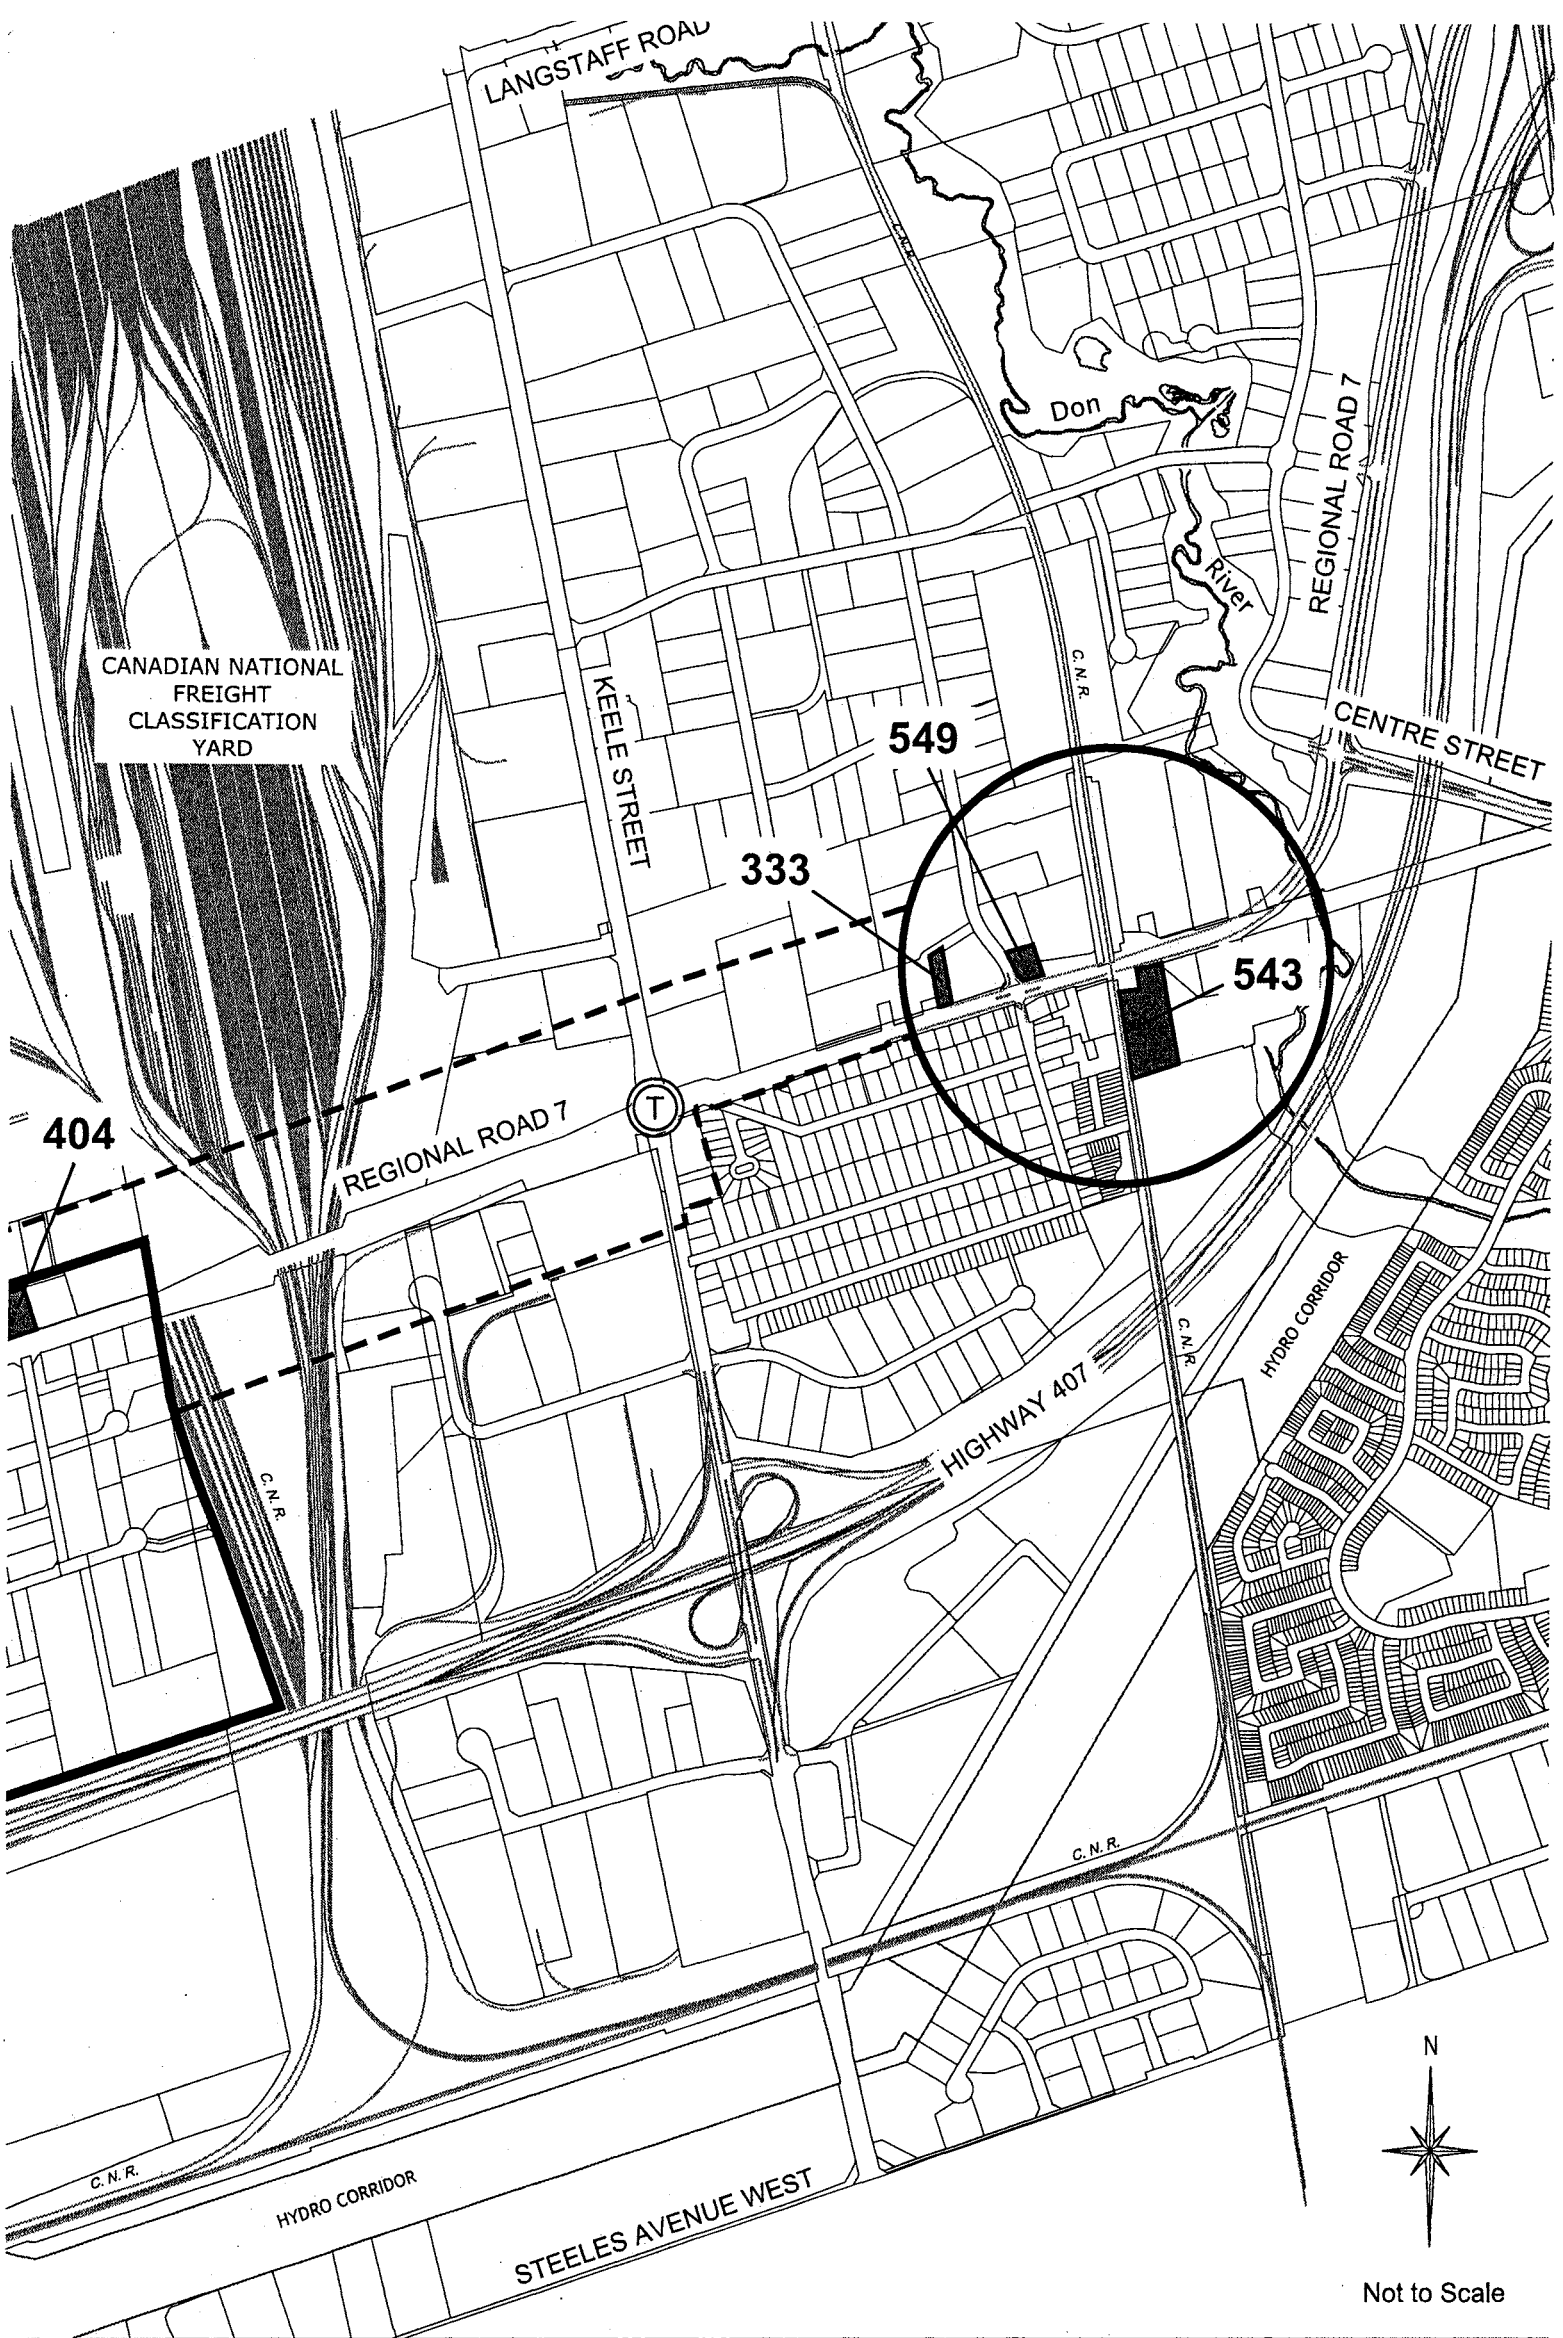 LANGSTAFF ROAD
C.N.R.
Don
REGIONAL ROAD 7
River
CANADIAN NATIONAL
FREIGHT
CLASSIFICATION
YARD
C.N.R.
KEELE STREET
CENTRE STREET
549
333
543
404
T
REGIONAL ROAD 7
HYDRO CORRIDOR
C.N.R.
HIGHWAY 407
C.N.R.
C.N.R.
N
C.N.R.
HYDRO CORRIDOR
STEELES AVENUE WEST
Not to Scale